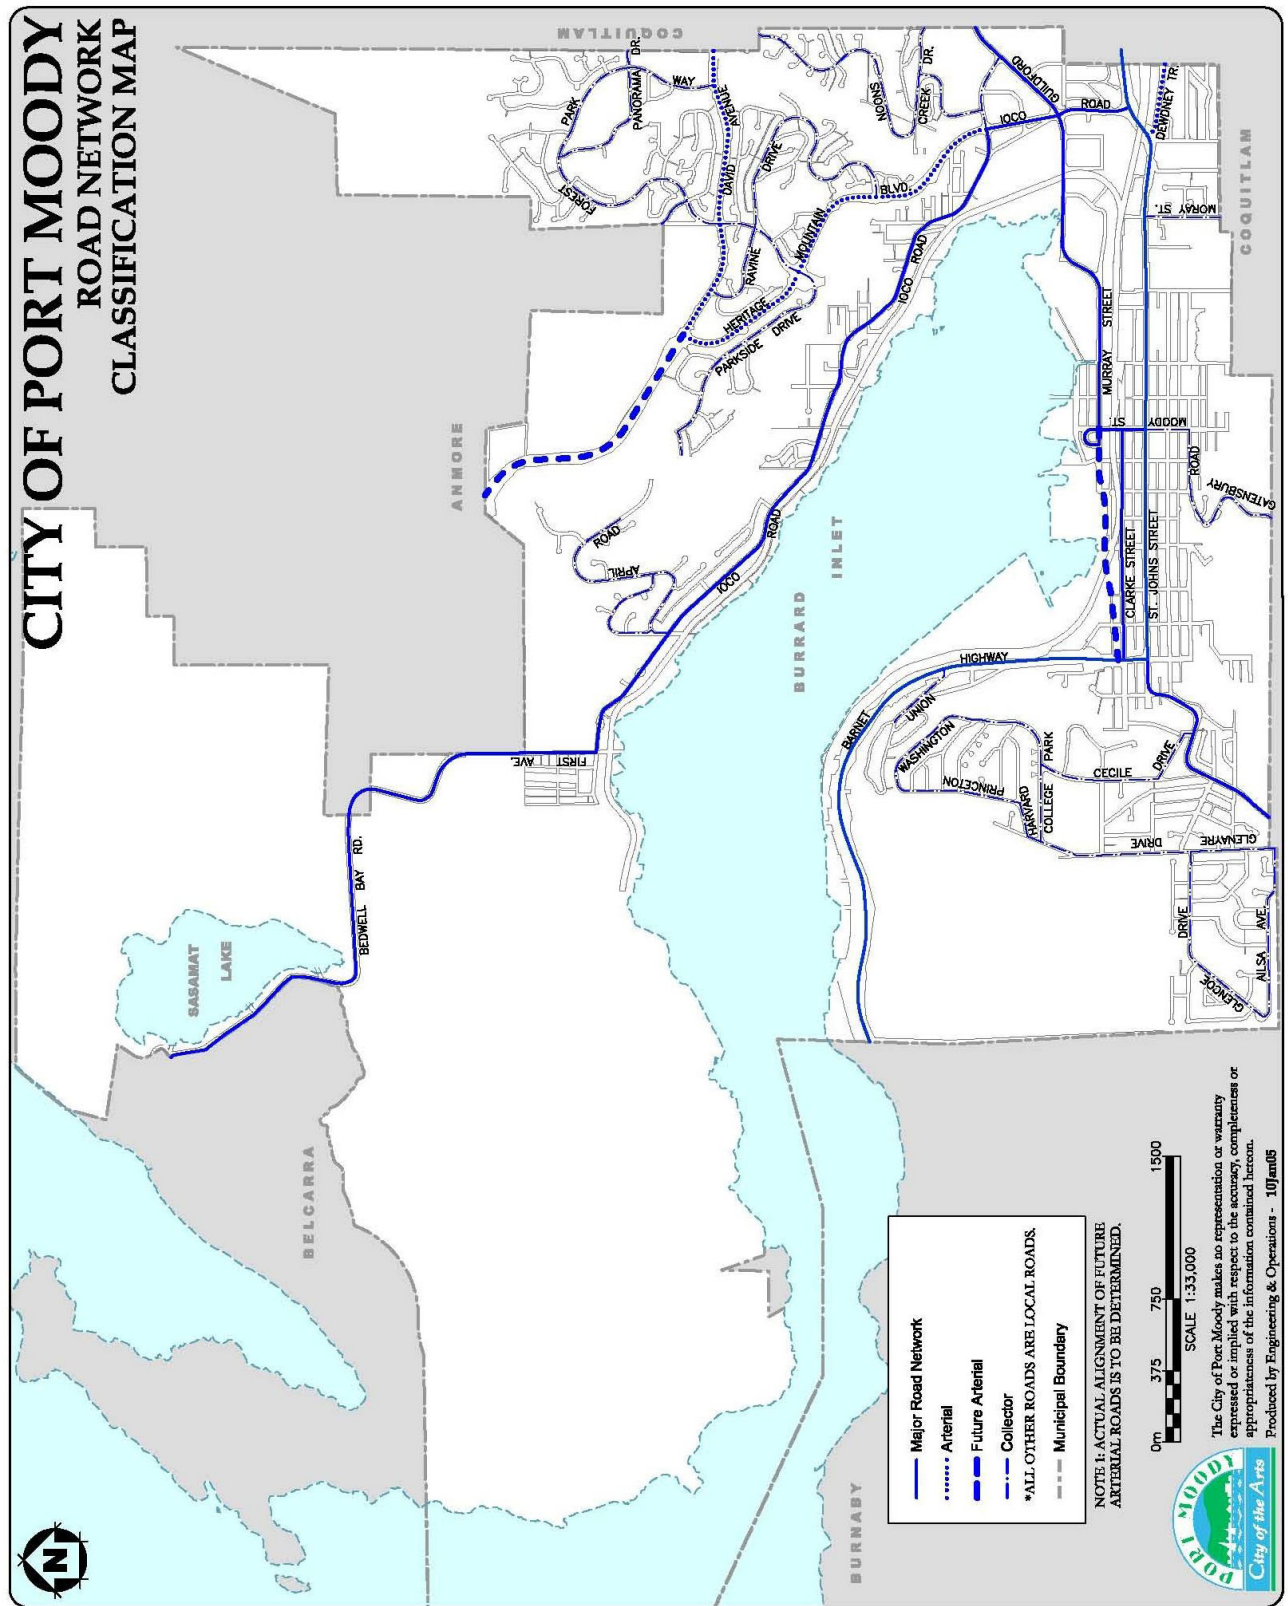 CITY OF PORT MOODY
ROAD NETWORK
CLASSIFICATION MAP
N
COQUITLAM
ANMORE
BELCARRA
BURNABY
COQUITLAM
SASAMAT
LAKE
BURRARD
INLET
BEDWELL BAY RD.
FIRST AVE.
IOCO ROAD
APRIL ROAD
IOCO ROAD
PARKSIDE DRIVE
HERITAGE
MOUNTAIN
BLVD.
RAVINE
DRIVE
DAVID
AVENUE
FOREST
PARK
WAY
PANORAMA
DR.
NOONS
CREEK
DR.
IOCO
ROAD
GUILDFORD
DEWDNEY TR.
MORAY ST.
MURRAY STREET
MOODY
ST.
CLARKE STREET
ST. JOHNS STREET
GATENSBURY
ROAD
BARNET
HIGHWAY
UNION
WASHINGTON
PRINCETON
HARVARD
COLLEGE PARK
CECILE
DRIVE
GLENAYRE
DRIVE
GLENCOE
DRIVE
AILSA AVE.
Major Road Network
Arterial
Future Arterial
Collector
*ALL OTHER ROADS ARE LOCAL ROADS.
Municipal Boundary
NOTE 1: ACTUAL ALIGNMENT OF FUTURE
ARTERIAL ROADS IS TO BE DETERMINED.
0m 375 750 1500
SCALE 1:33,000
PORT MOODY
City of the Arts
The City of Port Moody makes no representation or warranty
expressed or implied with respect to the accuracy, completeness or
appropriateness of the information contained hereon.
Produced by Engineering & Operations - 10Jan05